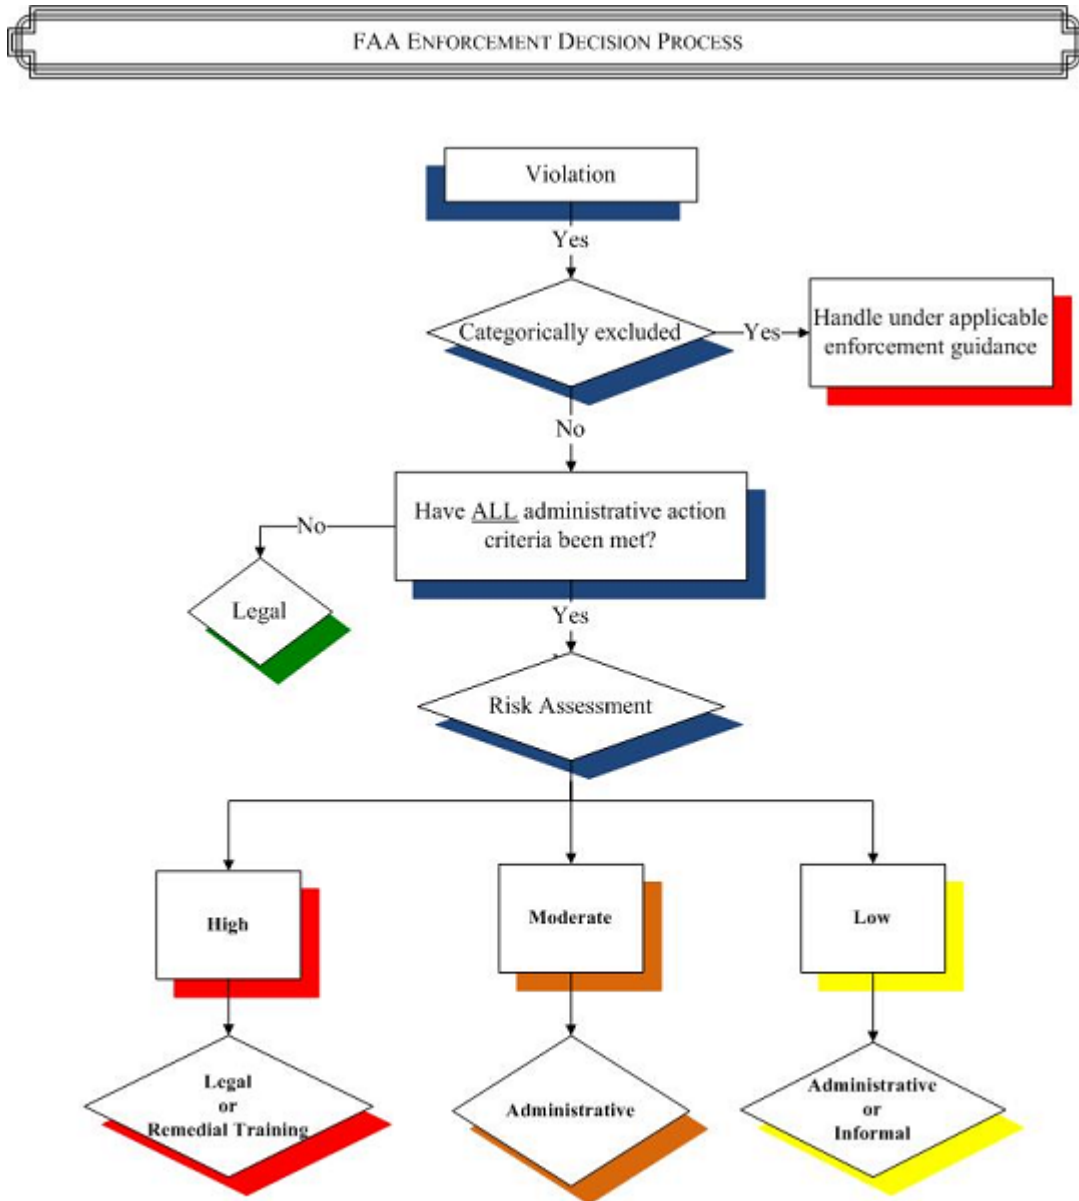 FAA ENFORCEMENT DECISION PROCESS
Violation
Yes
Categorically excluded
Yes
Handle under applicable
enforcement guidance
No
Have ALL administrative action
criteria been met?
No
Legal
Yes
Risk Assessment
High
Moderate
Low
Legal
or
Remedial Training
Administrative
Administrative
or
Informal